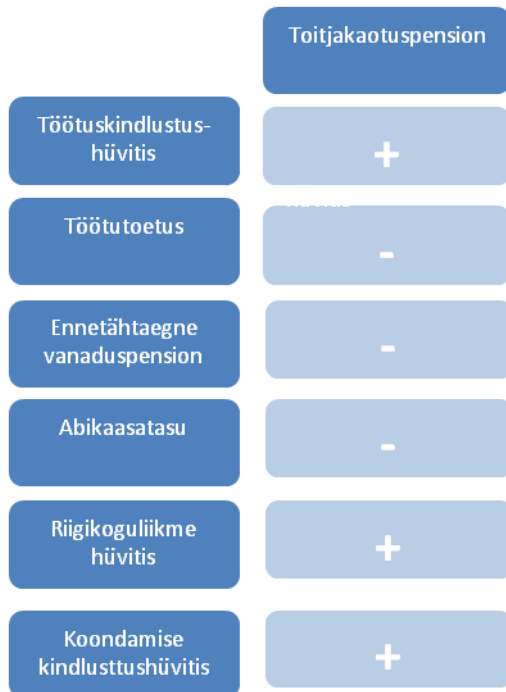 Toitjakaotuspension
Töötuskindlustus-
hüvitis
+
Töötutoetus
-
Ennetähtaegne
vanaduspension
-
Abikaasatasu
-
Riigikoguliikme
hüvitis
+
Koondamise
kindlusttushüvitis
+